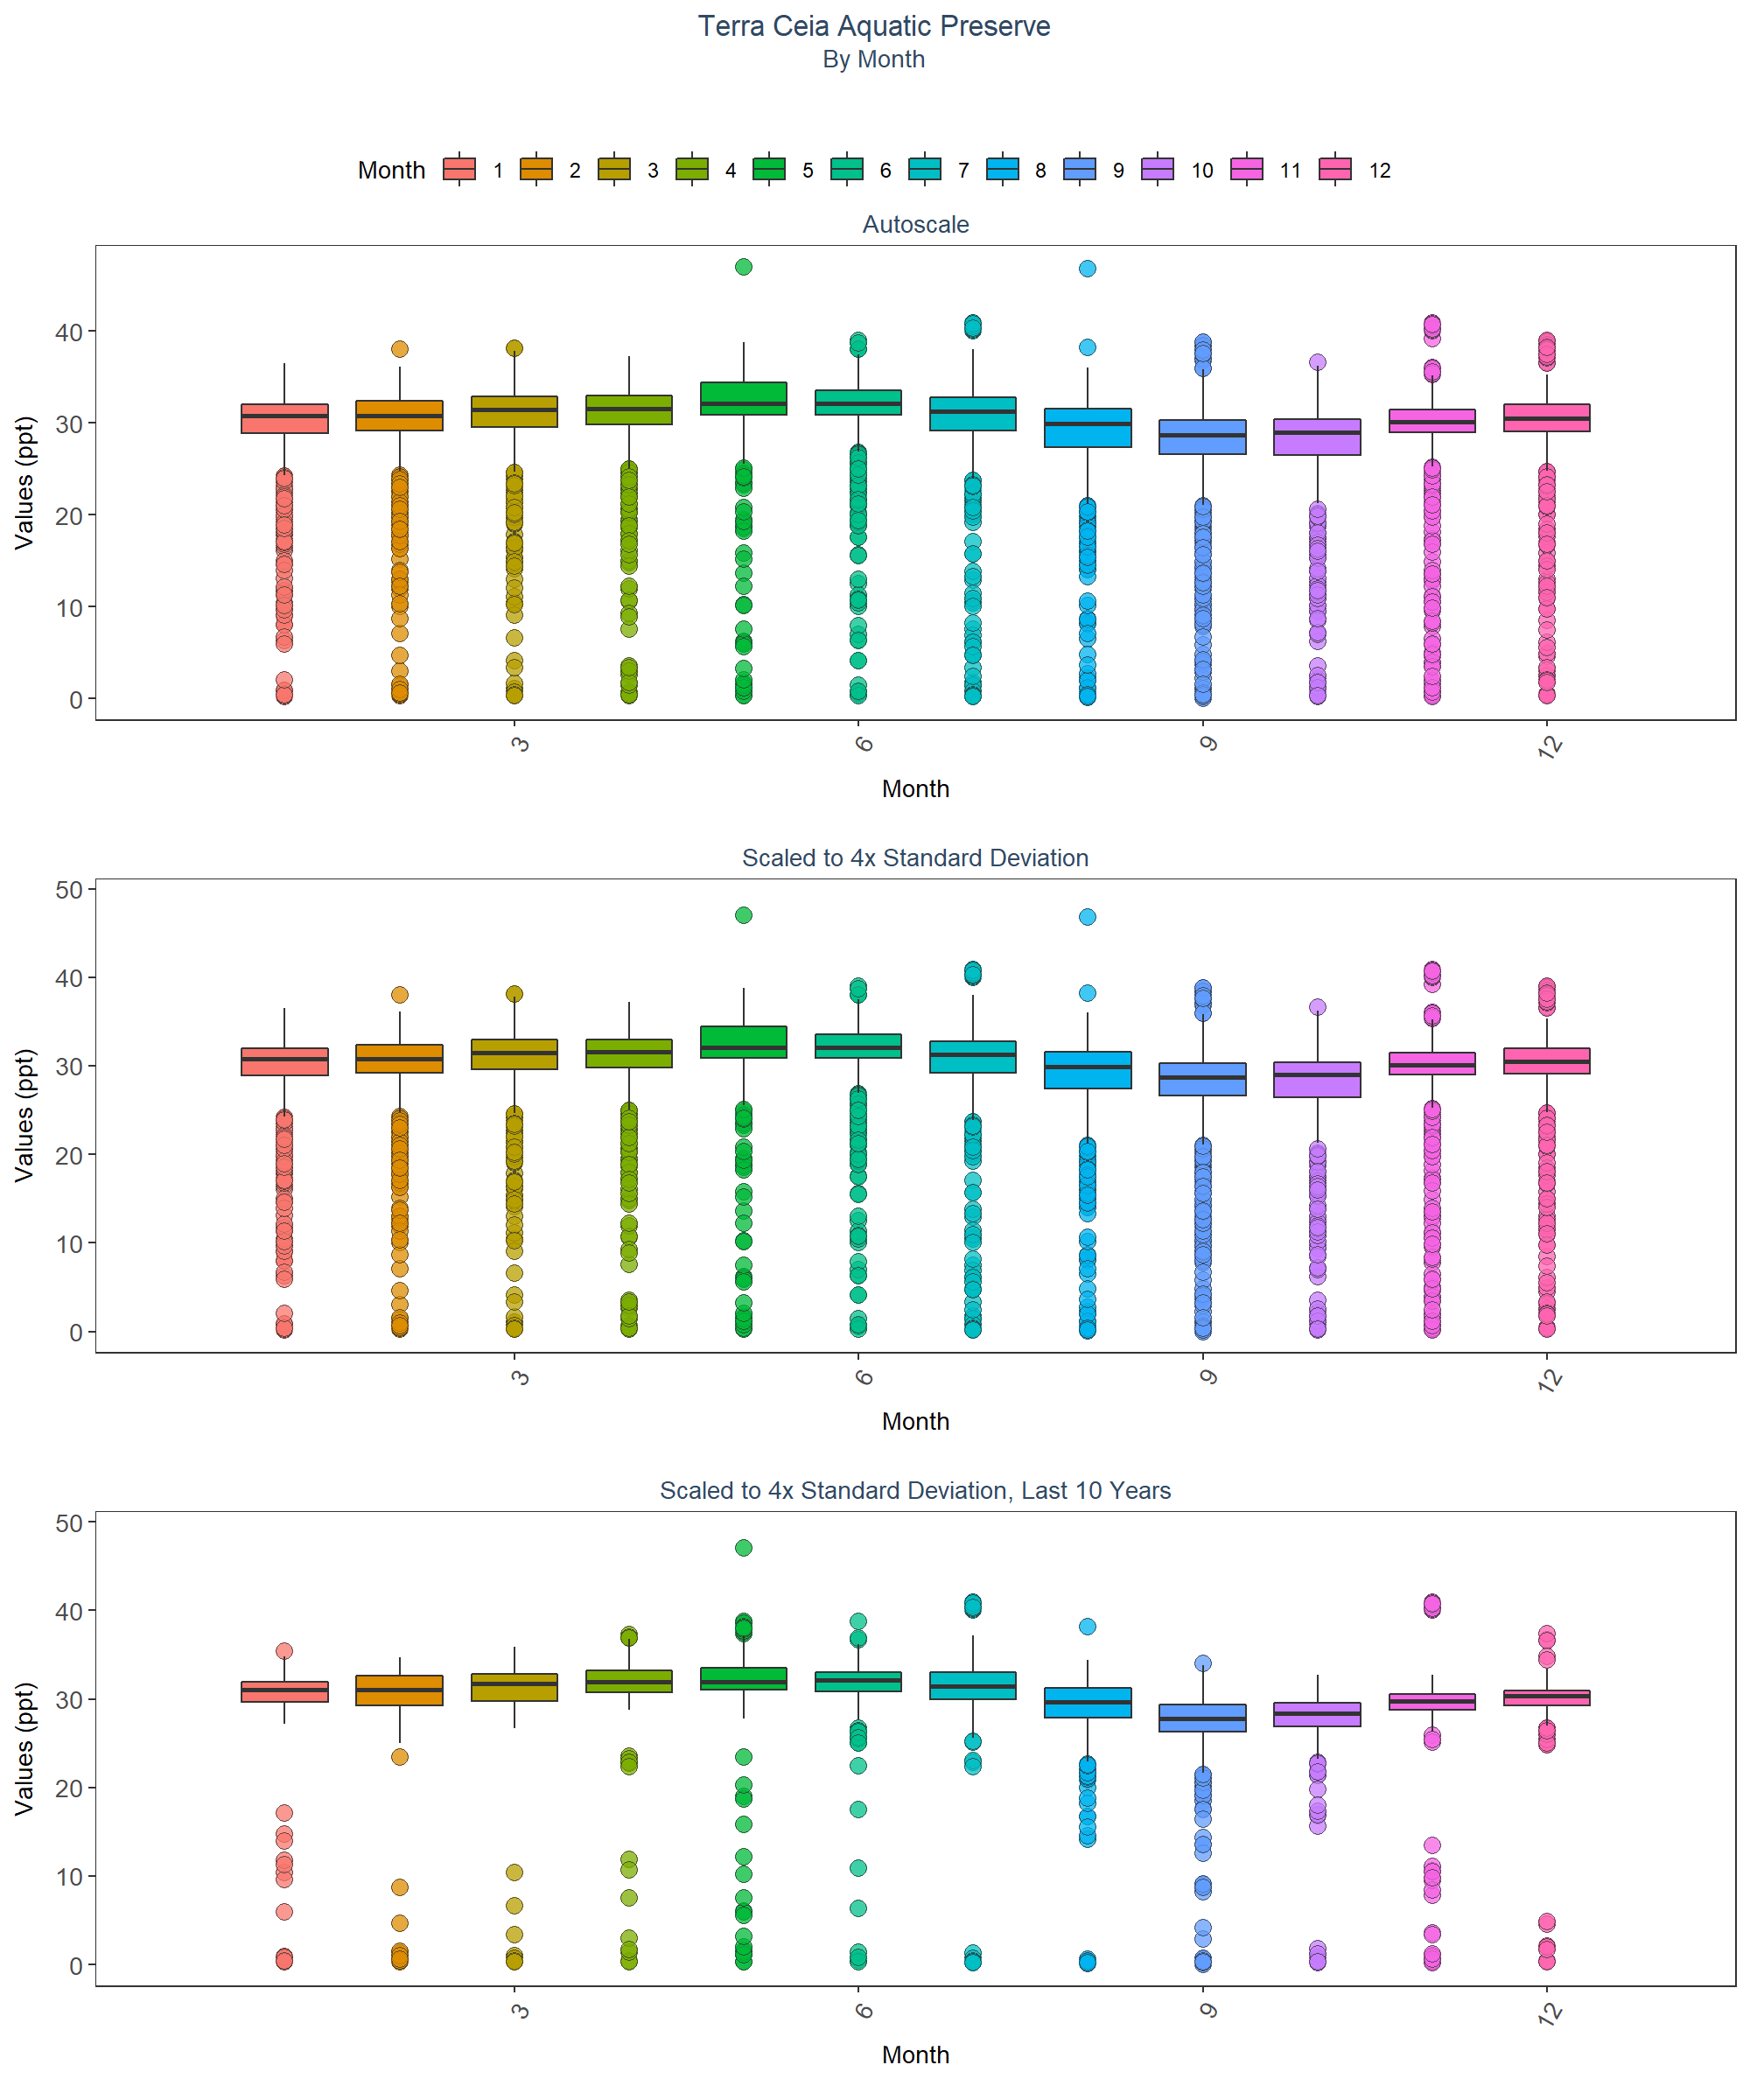 Terra Ceia Aquatic Preserve
By Month
Month 1 2 3 4 5 6 7 8 9 10 11 12
Autoscale
Values (ppt)
40
30
20
10
0
3 6 9 12
Month
Scaled to 4x Standard Deviation
Values (ppt)
50
40
30
20
10
0
3 6 9 12
Month
Scaled to 4x Standard Deviation, Last 10 Years
Values (ppt)
50
40
30
20
10
0
3 6 9 12
Month